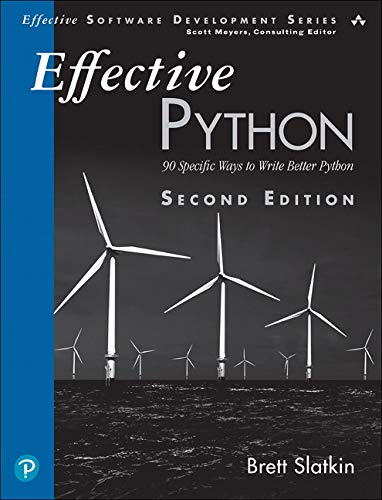 Effective Software Development Series
Scott Meyers, Consulting Editor
Effective
Python
90 Specific Ways to Write Better Python
Second Edition
Brett Slatkin
P